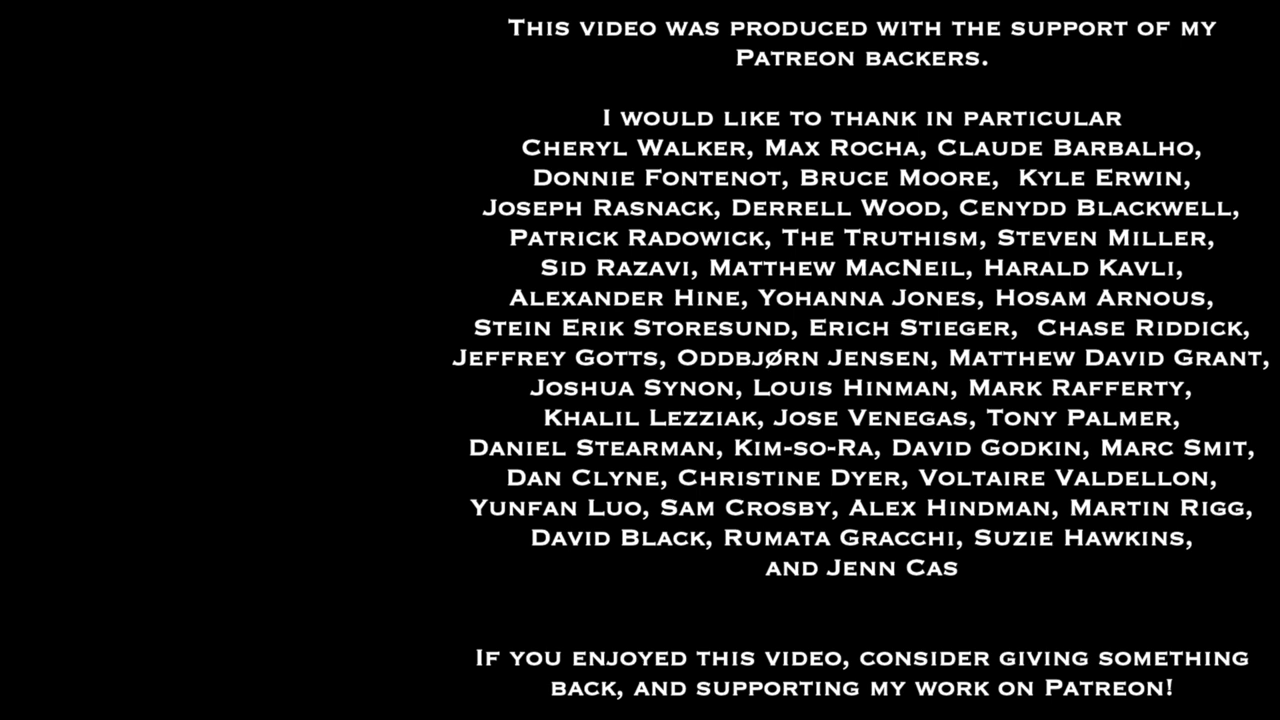 This video was produced with the support of my
Patreon backers.
I would like to thank in particular
Cheryl Walker, Max Rocha, Claude Barbalho,
Donnie Fontenot, Bruce Moore,  Kyle Erwin,
Joseph Rasnack, Derrell Wood, Cenydd Blackwell,
Patrick Radowick, The Truthism, Steven Miller,
Sid Razavi, Matthew MacNeil, Harald Kavli,
Alexander Hine, Yohanna Jones, Hosam Arnous,
Stein Erik Storesund, Erich Stieger,  Chase Riddick,
Jeffrey Gotts, Oddbjørn Jensen, Matthew David Grant,
Joshua Synon, Louis Hinman, Mark Rafferty,
Khalil Lezziak, Jose Venegas, Tony Palmer,
Daniel Stearman, Kim-so-Ra, David Godkin, Marc Smit,
Dan Clyne, Christine Dyer, Voltaire Valdellon,
Yunfan Luo, Sam Crosby, Alex Hindman, Martin Rigg,
David Black, Rumata Gracchi, Suzie Hawkins,
and Jenn Cas
If you enjoyed this video, consider giving something
back, and supporting my work on Patreon!